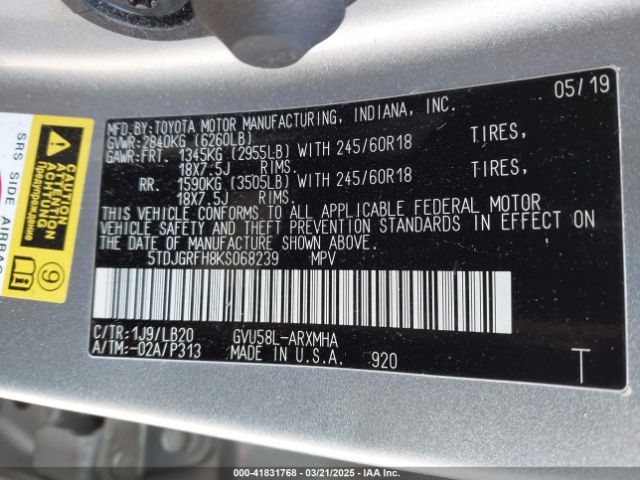 05/19
MFD.BY:TOYOTA MOTOR MANUFACTURING, INDIANA, INC.
GVWR:2840KG (6260LB)
GAWR:FRT. 1345KG (2955LB) WITH 245/60R18 TIRES,
18X7.5J RIMS.
RR. 1590KG (3505LB) WITH 245/60R18 TIRES,
18X7.5J RIMS.
THIS VEHICLE CONFORMS TO ALL APPLICABLE FEDERAL MOTOR
VEHICLE SAFETY AND THEFT PREVENTION STANDARDS IN EFFECT ON
THE DATE OF MANUFACTURE SHOWN ABOVE.
5TDJGRFH8KS068239 MPV
C/TR:1J9/LB20 GVU58L-ARXMHA
A/TM:-02A/P313 MADE IN U.S.A. 920
T
SRS SIDE AIRBAG
CAUTION
ACHTUNG
ATTENTION
Предупреждение
9
000-41831768 — 03/21/2025 — IAA Inc.